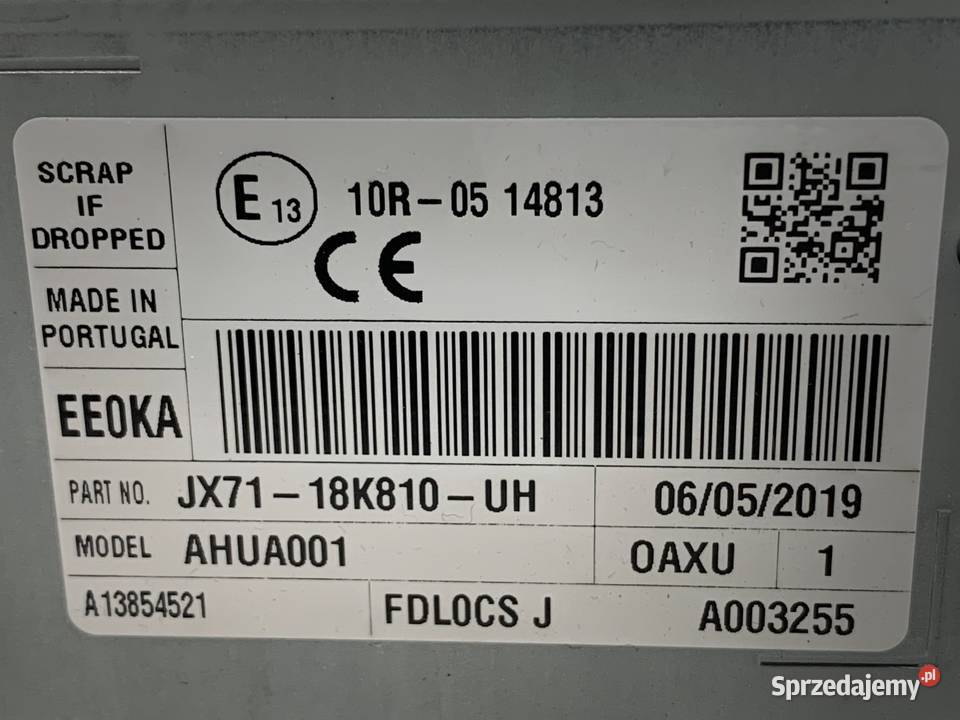 SCRAP
IF
DROPPED
E 13
10R-05 14813
CE
MADE IN
PORTUGAL
EE0KA
PART NO. JX71-18K810-UH
06/05/2019
MODEL AHUA001
OAXU
1
A13854521
FDLOCS J
A003255
Sprzedajemy.pl